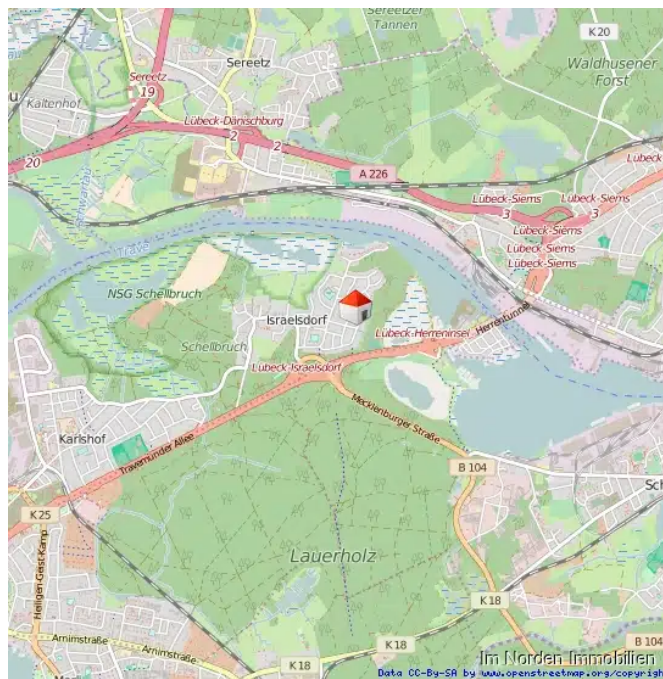 Sereetzer
Tannen
K 20
Waldhusener
Forst
Sereetz
Sereetz
19
Kaltenhof
Lübeck-Dänischburg
2
2
20
A 226
Lübeck-Siems
Lübeck-Siems
3
3
Lübeck-Siems
Lübeck-Siems
Lübeck-Siems
Schwartau
Trave
NSG Schellbruch
Israelsdorf
Herrentunnel
Lübeck-Herreninsel
Schellbruch
Lübeck-Israelsdorf
Mecklenburger Straße
Karlshof
Travemünder Allee
B 104
K 25
Heiligen-Geist-Kamp
Lauerholz
K 18
Arnimstraße
Arnimstraße
K 18
K 18
B 104
Im Norden Immobilien
Data CC-By-SA by www.openstreetmap.org/copyrigh